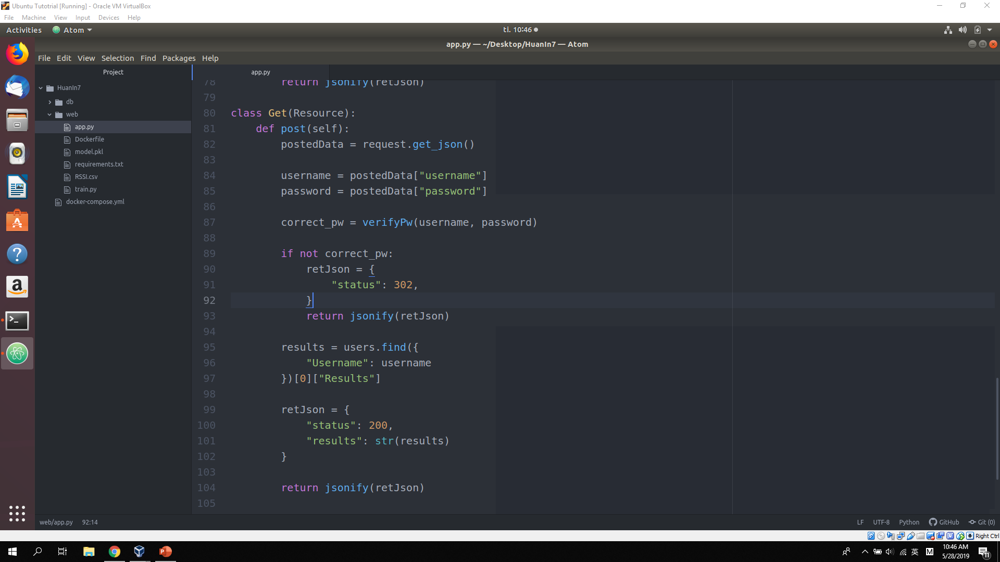 Ubuntu Tutotrial [Running] - Oracle VM VirtualBox
File Machine View Input Devices Help
Activities Atom ti. 10:46
app.py — ~/Desktop/HuanIn7 — Atom
File Edit View Selection Find Packages Help
Project
HuanIn7
db
web
app.py
Dockerfile
model.pkl
requirements.txt
RSSI.csv
train.py
docker-compose.yml
app.py
78 return jsonify(retJson)
79
80 class Get(Resource):
81 def post(self):
82 postedData = request.get_json()
83
84 username = postedData["username"]
85 password = postedData["password"]
86
87 correct_pw = verifyPw(username, password)
88
89 if not correct_pw:
90 retJson = {
91 "status": 302,
92 }
93 return jsonify(retJson)
94
95 results = users.find({
96 "Username": username
97 })[0]["Results"]
98
99 retJson = {
100 "status": 200,
101 "results": str(results)
102 }
103
104 return jsonify(retJson)
105
web/app.py 92:14 LF UTF-8 Python GitHub Git (0)
Right Ctrl
英 M 10:46 AM
5/28/2019
11